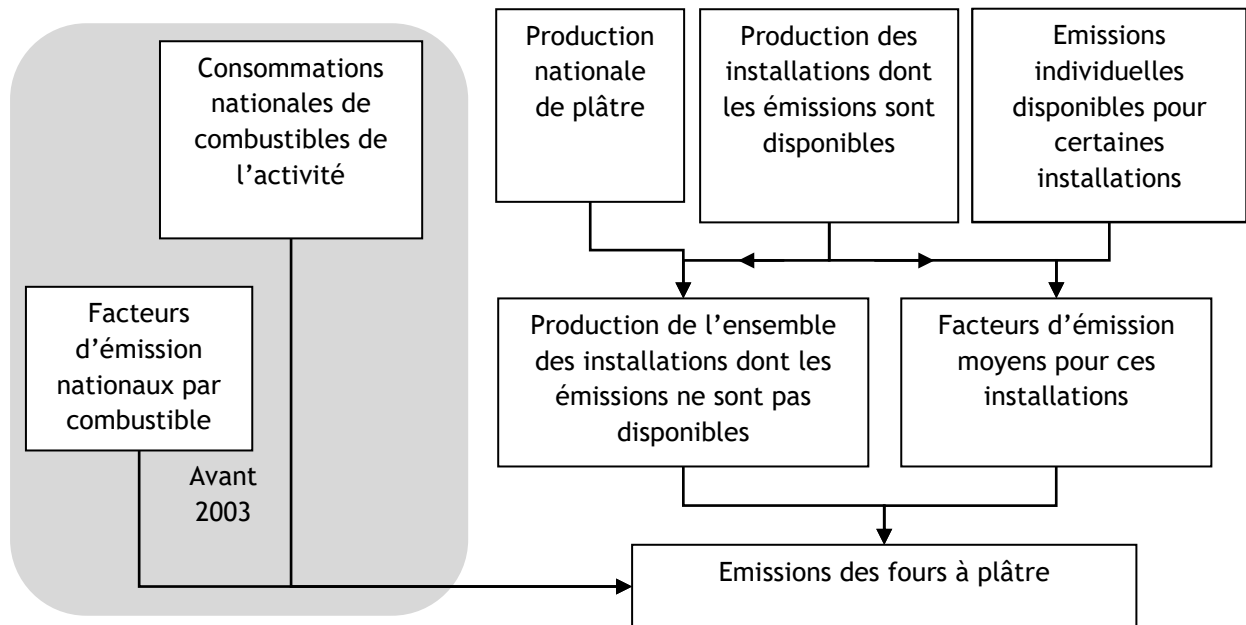 Consommations
nationales de
combustibles de
l’activité
Facteurs
d’émission
nationaux par
combustible
Avant
2003
Production
nationale
de plâtre
Production des
installations dont
les émissions sont
disponibles
Emissions
individuelles
disponibles pour
certaines
installations
Production de l’ensemble
des installations dont les
émissions ne sont pas
disponibles
Facteurs d’émission
moyens pour ces
installations
Emissions des fours à plâtre